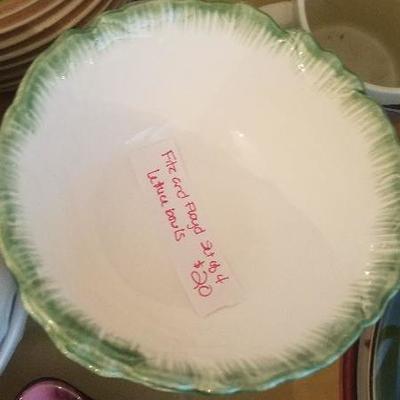 Fitz and Floyd Set of 4
lettuce bowls
$20